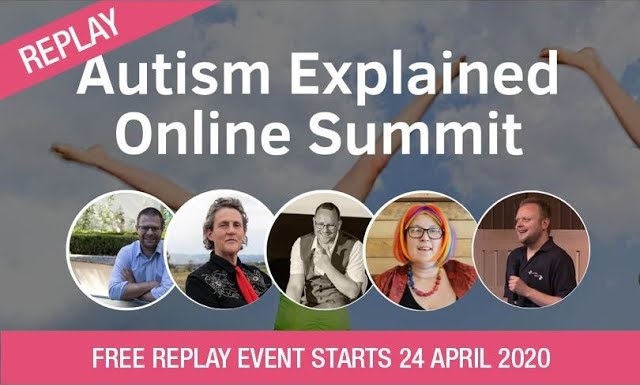 REPLAY
Autism Explained
Online Summit
FREE REPLAY EVENT STARTS 24 APRIL 2020